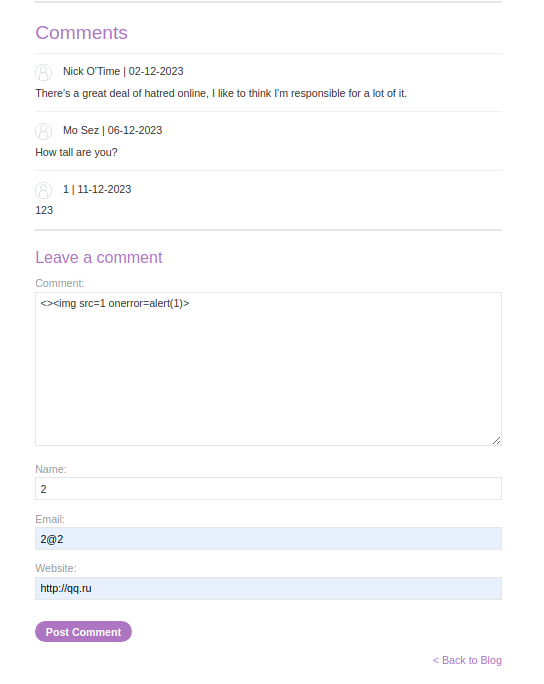 Comments
Nick O'Time | 02-12-2023
There's a great deal of hatred online, I like to think I'm responsible for a lot of it.
Mo Sez | 06-12-2023
How tall are you?
1 | 11-12-2023
123
Leave a comment
Comment:
<><img src=1 onerror=alert(1)>
Name:
2
Email:
2@2
Website:
http://qq.ru
Post Comment
< Back to Blog